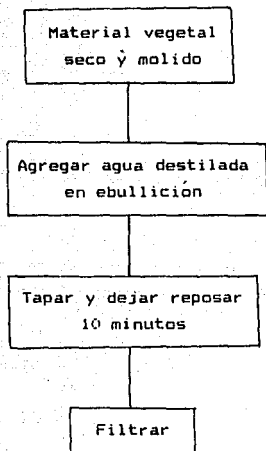 Material vegetal
seco y molido
Agregar agua destilada
en ebullición
Tapar y dejar reposar
10 minutos
Filtrar